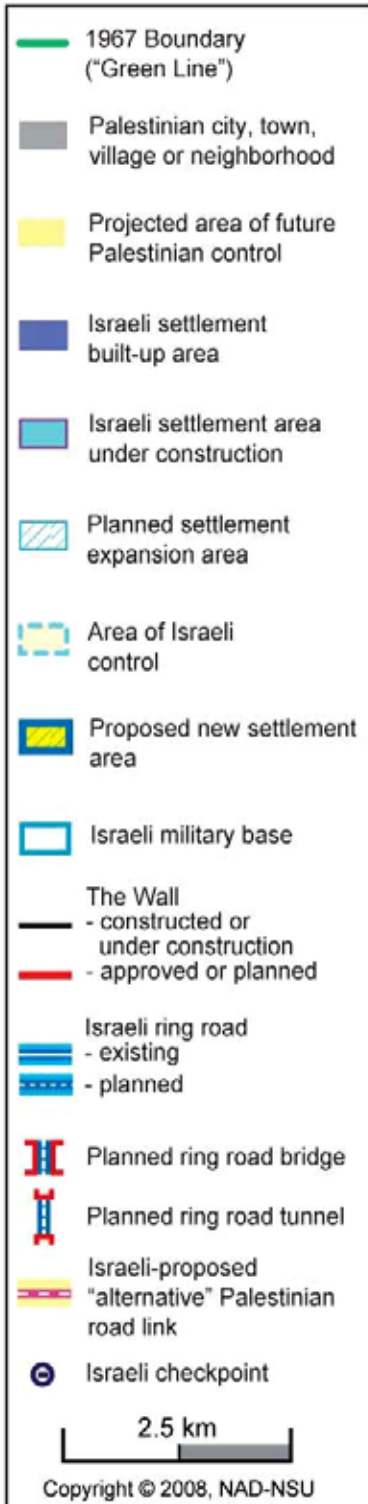 1967 Boundary
("Green Line")
Palestinian city, town,
village or neighborhood
Projected area of future
Palestinian control
Israeli settlement
built-up area
Israeli settlement area
under construction
Planned settlement
expansion area
Area of Israeli
control
Proposed new settlement
area
Israeli military base
The Wall
- constructed or
under construction
- approved or planned
Israeli ring road
- existing
- planned
Planned ring road bridge
Planned ring road tunnel
Israeli-proposed
"alternative" Palestinian
road link
Israeli checkpoint
2.5 km
Copyright © 2008, NAD-NSU